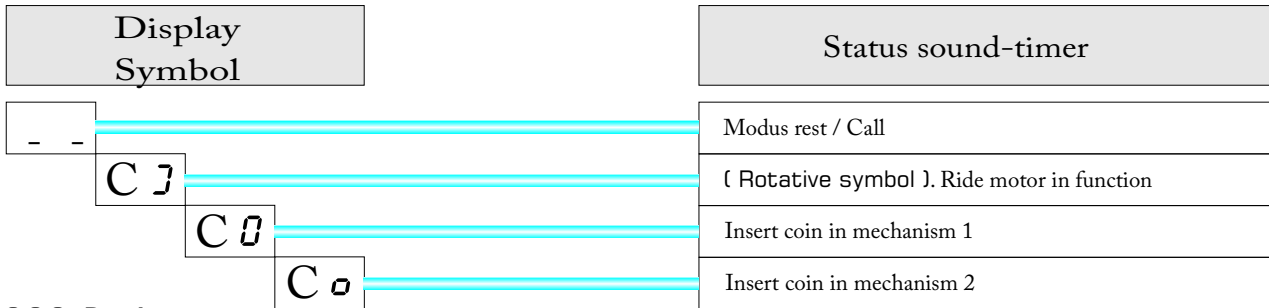 Display
Symbol
Status sound-timer
_ _
Modus rest / Call
C
( Rotative symbol ). Ride motor in function
C 0
Insert coin in mechanism 1
C o
Insert coin in mechanism 2